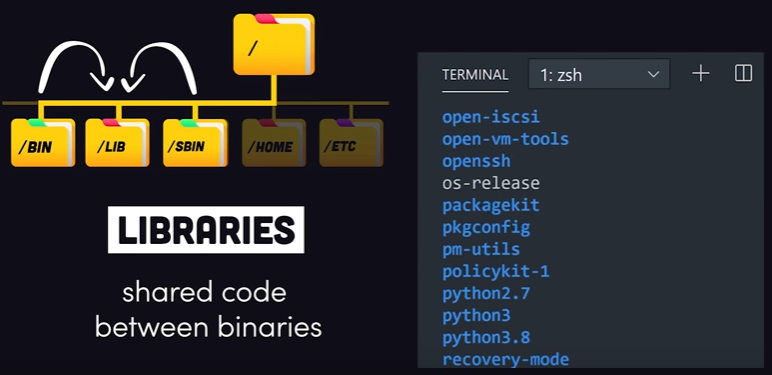 /
/BIN
/LIB
/SBIN
/HOME
/ETC
LIBRARIES
shared code
between binaries
TERMINAL
1: zsh
open-iscsi
open-vm-tools
openssh
os-release
packagekit
pkgconfig
pm-utils
policykit-1
python2.7
python3
python3.8
recovery-mode